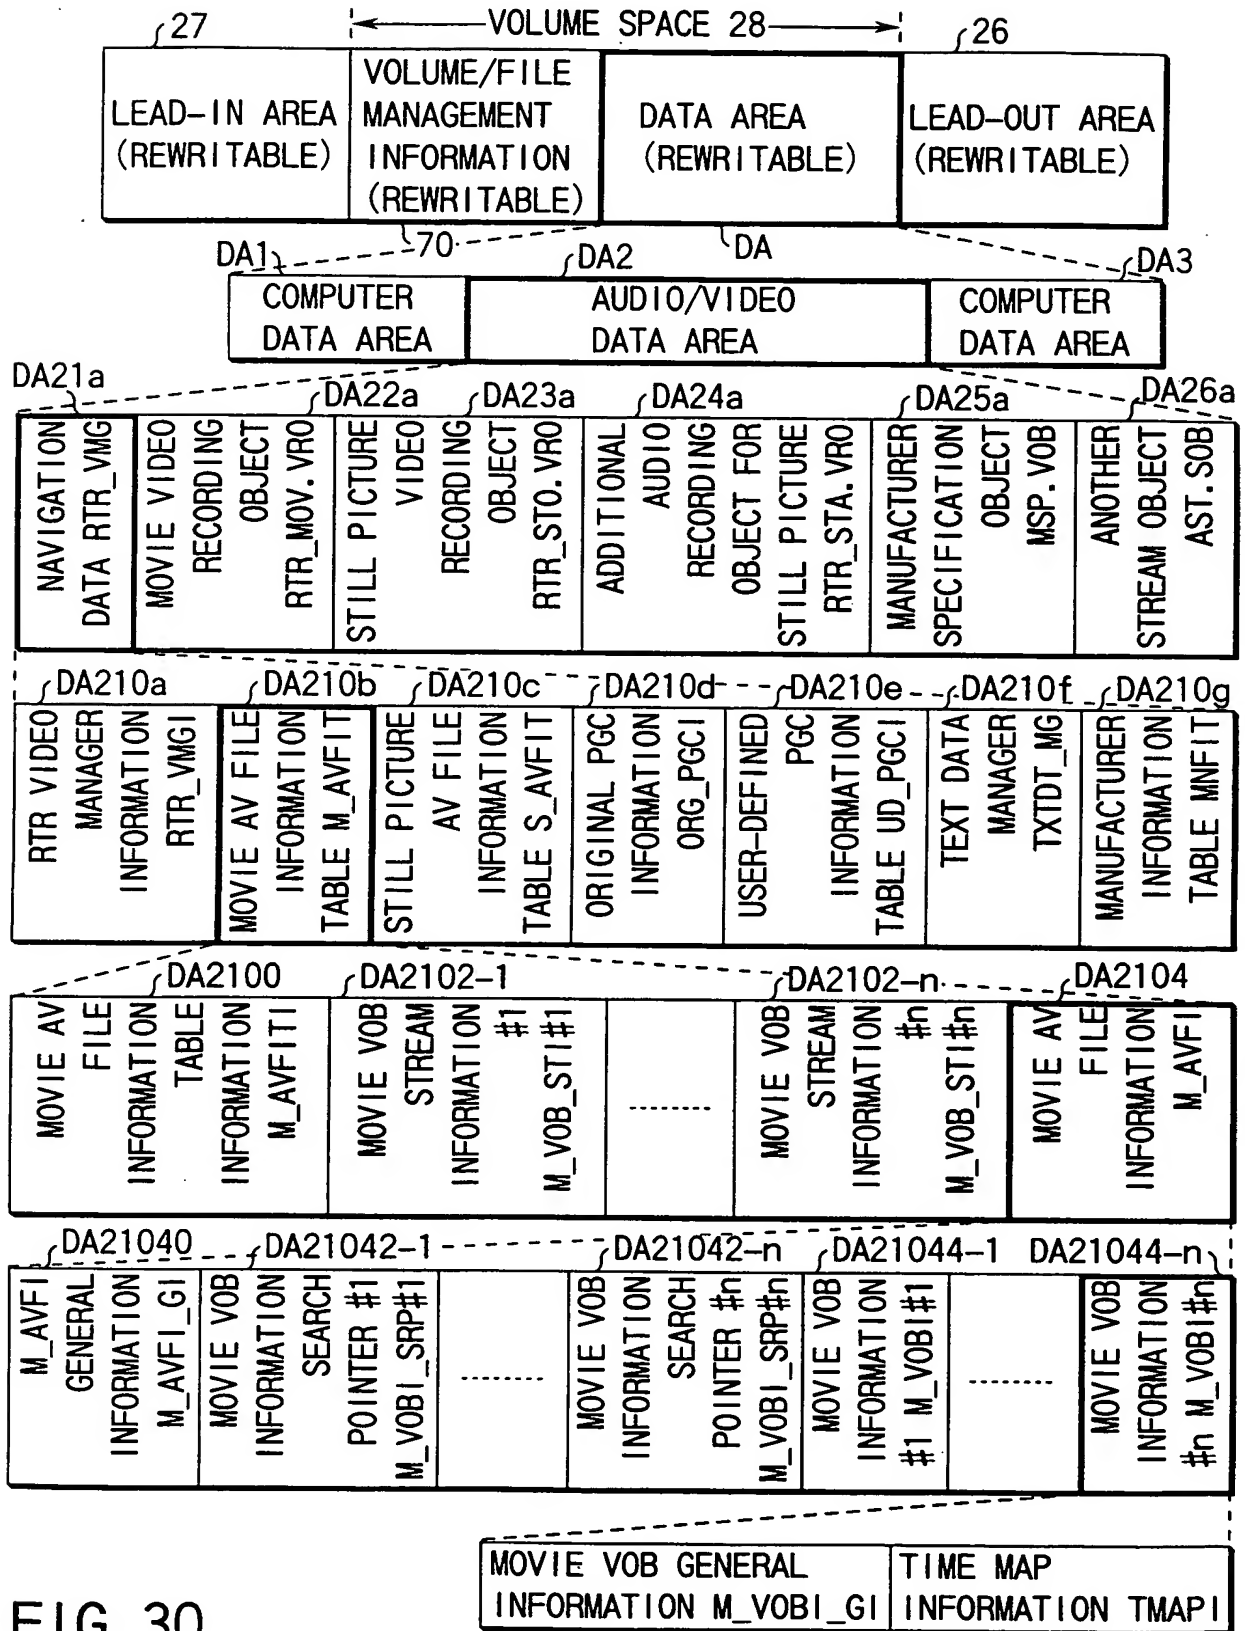 27
VOLUME SPACE 28
26
LEAD-IN AREA
(REWRITABLE)
VOLUME/FILE
MANAGEMENT
INFORMATION
(REWRITABLE)
DATA AREA
(REWRITABLE)
LEAD-OUT AREA
(REWRITABLE)
70
DA
DA1
DA2
DA3
COMPUTER
DATA AREA
AUDIO/VIDEO
DATA AREA
COMPUTER
DATA AREA
DA21a
DA22a
DA23a
DA24a
DA25a
DA26a
NAVIGATION
DATA RTR_VMG
MOVIE VIDEO
RECORDING
OBJECT
RTR_MOV.VRO
STILL PICTURE
VIDEO
RECORDING
OBJECT
RTR_STO.VRO
ADDITIONAL
AUDIO
RECORDING
OBJECT FOR
STILL PICTURE
RTR_STA.VRO
MANUFACTURER
SPECIFICATION
OBJECT
MSP.VOB
ANOTHER
STREAM OBJECT
AST.SOB
DA210a
DA210b
DA210c
DA210d
DA210e
DA210f
DA210g
RTR VIDEO
MANAGER
INFORMATION
RTR_VMGI
MOVIE AV FILE
INFORMATION
TABLE M_AVFIT
STILL PICTURE
AV FILE
INFORMATION
TABLE S_AVFIT
ORIGINAL PGC
INFORMATION
ORG_PGCI
USER-DEFINED
PGC
INFORMATION
TABLE UD_PGCI
TEXT DATA
MANAGER
TXTDT_MG
MANUFACTURER
INFORMATION
TABLE MNFIT
DA2100
DA2102-1
DA2102-n
DA2104
MOVIE AV
FILE
INFORMATION
TABLE
INFORMATION
M_AVFITI
MOVIE VOB
STREAM
INFORMATION
#1
M_VOB_STI#1
MOVIE VOB
STREAM
INFORMATION
#n
M_VOB_STI#n
MOVIE AV
FILE
INFORMATION
M_AVFI
DA21040
DA21042-1
DA21042-n
DA21044-1
DA21044-n
M_AVFI
GENERAL
INFORMATION
M_AVFI_GI
MOVIE VOB
INFORMATION
SEARCH
POINTER #1
M_VOBI_SRP#1
MOVIE VOB
INFORMATION
SEARCH
POINTER #n
M_VOBI_SRP#n
MOVIE VOB
INFORMATION
#1 M_VOBI#1
MOVIE VOB
INFORMATION
#n M_VOBI#n
MOVIE VOB GENERAL
INFORMATION M_VOBI_GI
TIME MAP
INFORMATION TMAPI
FIG. 30